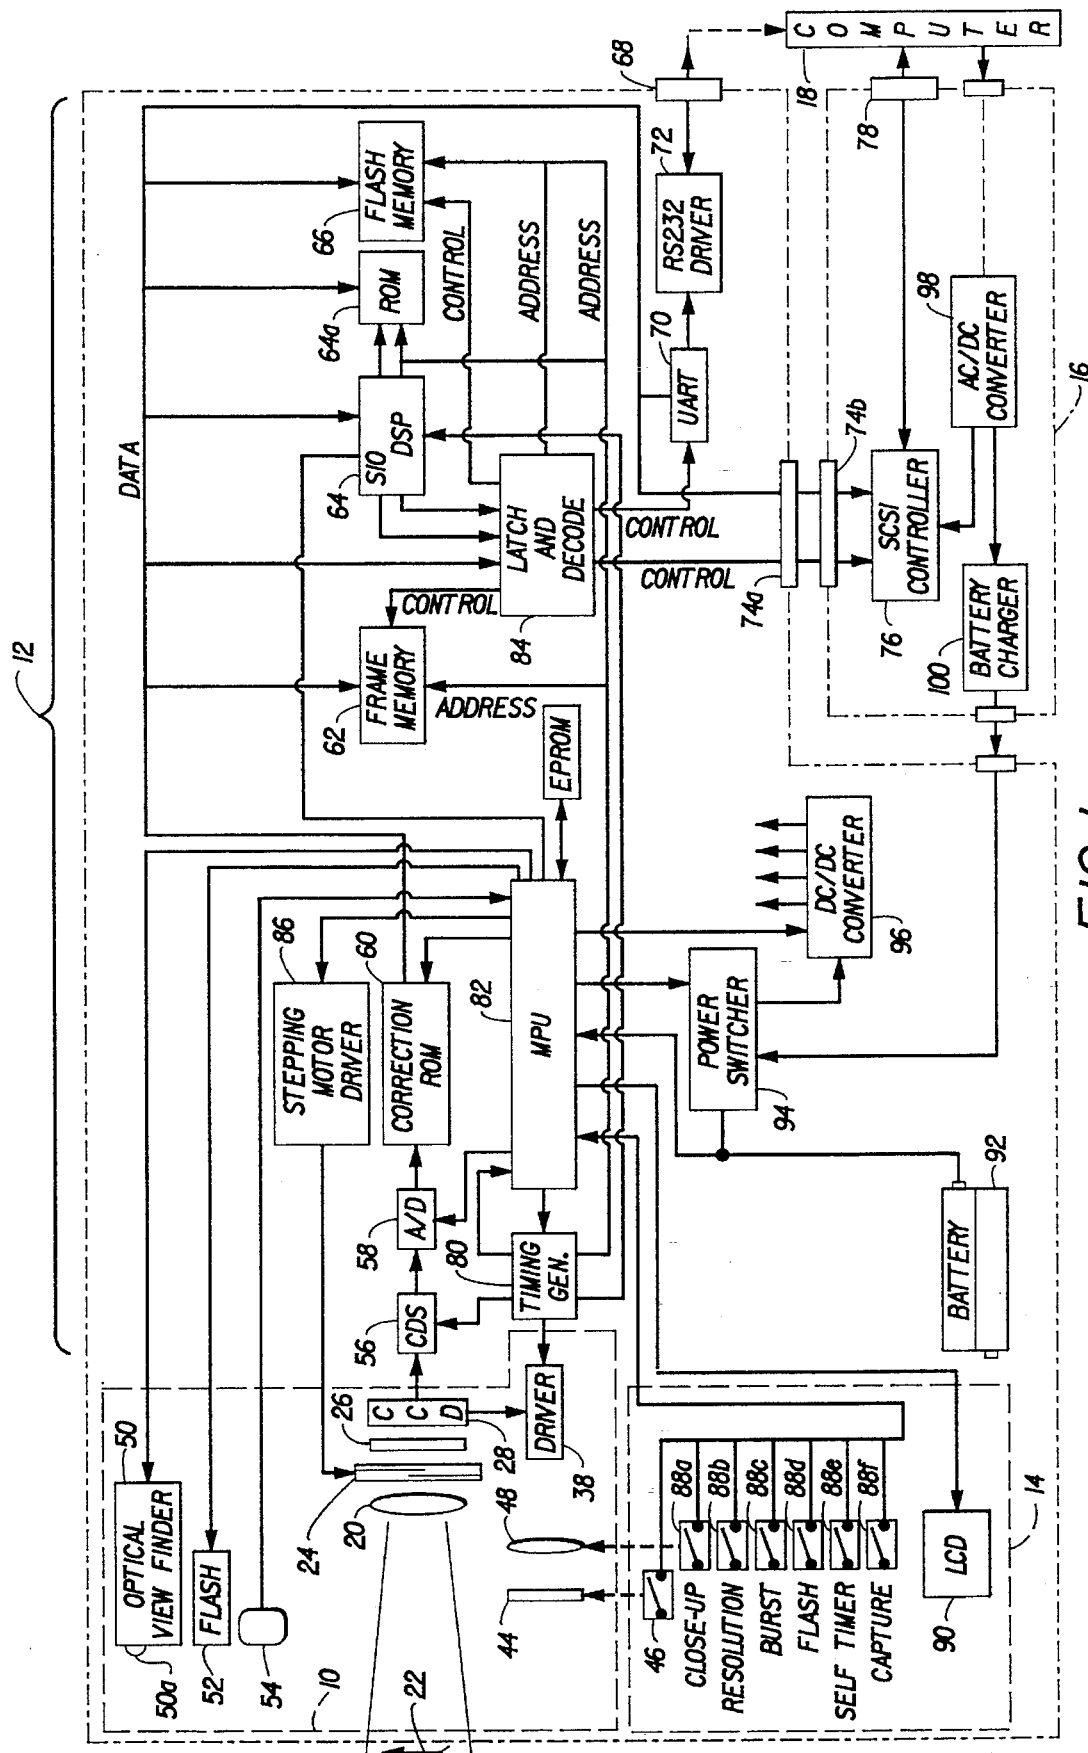 12
50
OPTICAL
VIEW FINDER
50a
52
FLASH
54
10
22
20
24
26
C
C
D
28
DRIVER
38
44
48
46
CLOSE-UP
88a
RESOLUTION
88b
BURST
88c
FLASH
88d
SELF TIMER
88e
CAPTURE
88f
90
LCD
14
86
STEPPING
MOTOR
DRIVER
56
CDS
58
A/D
60
CORRECTION
ROM
80
TIMING
GEN.
82
MPU
EPROM
BATTERY
92
POWER
SWITCHER
94
DC/DC
CONVERTER
96
DATA
62
FRAME
MEMORY
CONTROL
ADDRESS
64
SIO
DSP
64a
ROM
66
FLASH
MEMORY
LATCH
AND
DECODE
84
CONTROL
ADDRESS
ADDRESS
CONTROL
CONTROL
70
UART
72
RS232
DRIVER
68
74a
74b
76
SCSI
CONTROLLER
78
18
COMPUTER
98
AC/DC
CONVERTER
100
BATTERY
CHARGER
16